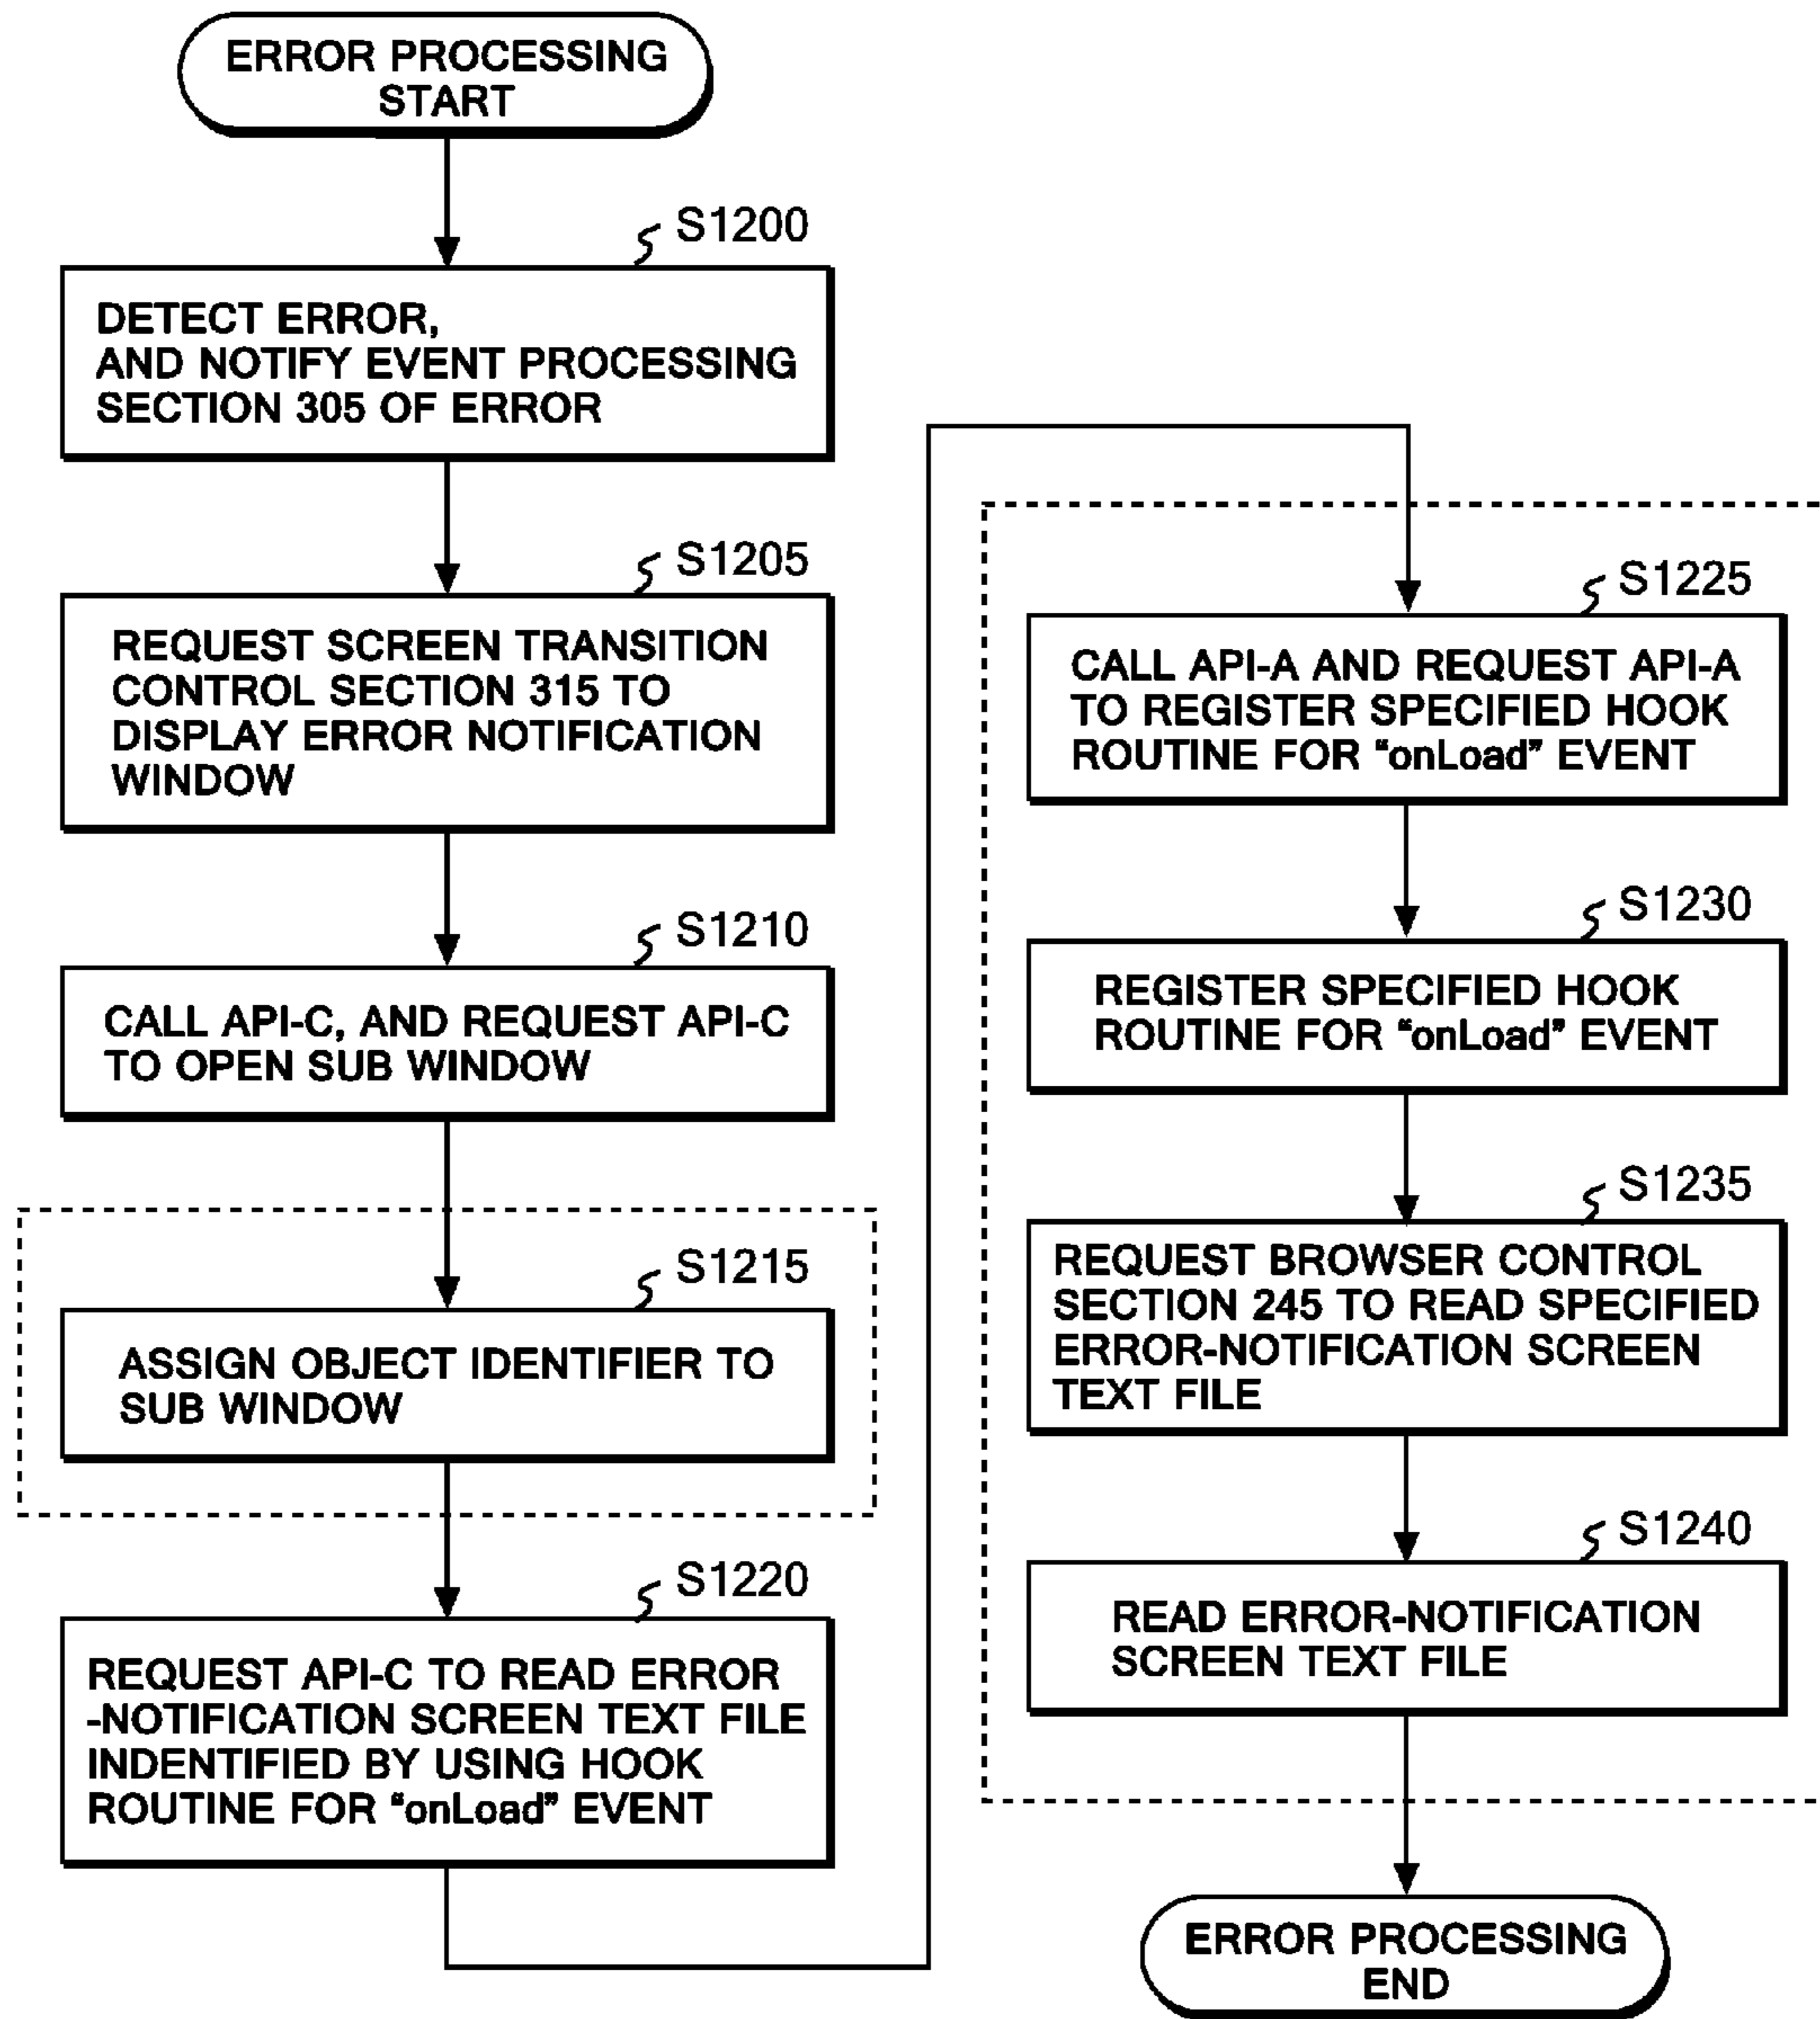 ERROR PROCESSING
START
S1200
DETECT ERROR,
AND NOTIFY EVENT PROCESSING
SECTION 305 OF ERROR
S1205
REQUEST SCREEN TRANSITION
CONTROL SECTION 315 TO
DISPLAY ERROR NOTIFICATION
WINDOW
S1210
CALL API-C, AND REQUEST API-C
TO OPEN SUB WINDOW
S1215
ASSIGN OBJECT IDENTIFIER TO
SUB WINDOW
S1220
REQUEST API-C TO READ ERROR
-NOTIFICATION SCREEN TEXT FILE
INDENTIFIED BY USING HOOK
ROUTINE FOR “onLoad” EVENT
S1225
CALL API-A AND REQUEST API-A
TO REGISTER SPECIFIED HOOK
ROUTINE FOR “onLoad” EVENT
S1230
REGISTER SPECIFIED HOOK
ROUTINE FOR “onLoad” EVENT
S1235
REQUEST BROWSER CONTROL
SECTION 245 TO READ SPECIFIED
ERROR-NOTIFICATION SCREEN
TEXT FILE
S1240
READ ERROR-NOTIFICATION
SCREEN TEXT FILE
ERROR PROCESSING
END